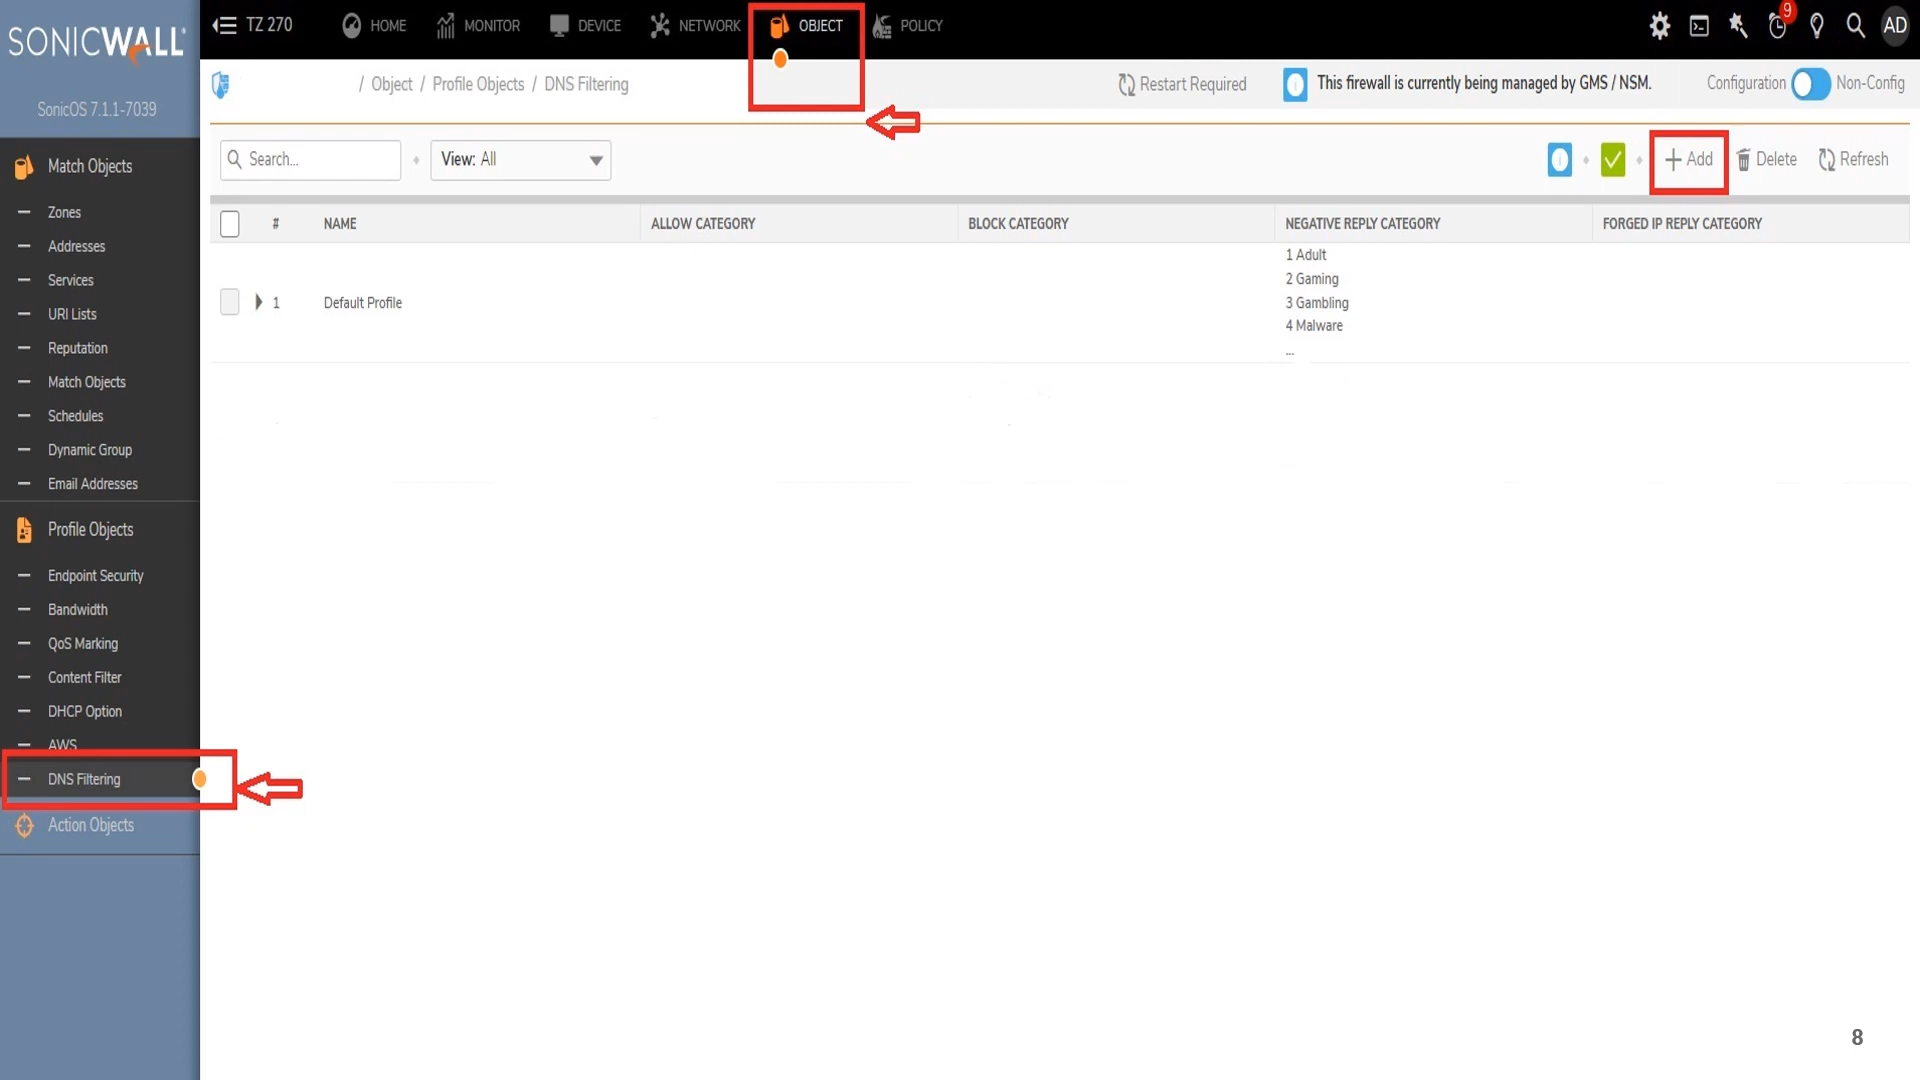 SONICWALL
SonicOS 7.1.1-7039
TZ 270
HOME
MONITOR
DEVICE
NETWORK
OBJECT
POLICY
9
AD
/ Object / Profile Objects / DNS Filtering
Restart Required
This firewall is currently being managed by GMS / NSM.
Configuration
Non-Config
Match Objects
Zones
Addresses
Services
URI Lists
Reputation
Match Objects
Schedules
Dynamic Group
Email Addresses
Profile Objects
Endpoint Security
Bandwidth
QoS Marking
Content Filter
DHCP Option
AWS
DNS Filtering
Action Objects
Search...
View: All
Add
Delete
Refresh
# NAME ALLOW CATEGORY BLOCK CATEGORY NEGATIVE REPLY CATEGORY FORGED IP REPLY CATEGORY
1 Default Profile
1 Adult
2 Gaming
3 Gambling
4 Malware
...
8